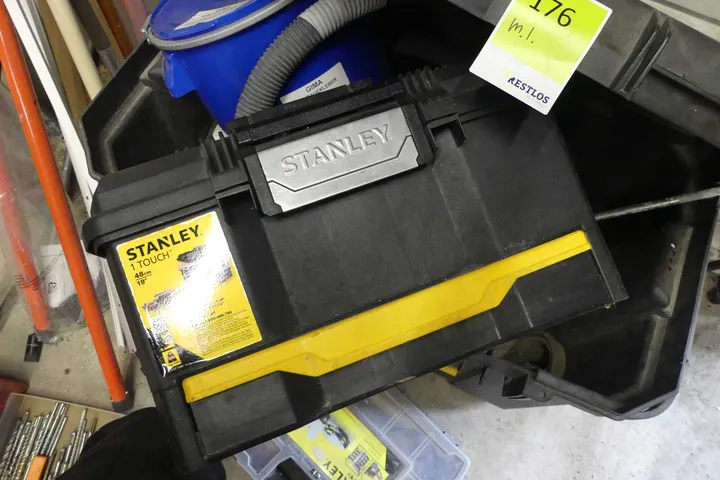 176
M.I.
RESTLOS
GIMA
STANLEY
STANLEY
1 TOUCH
48cm
19"